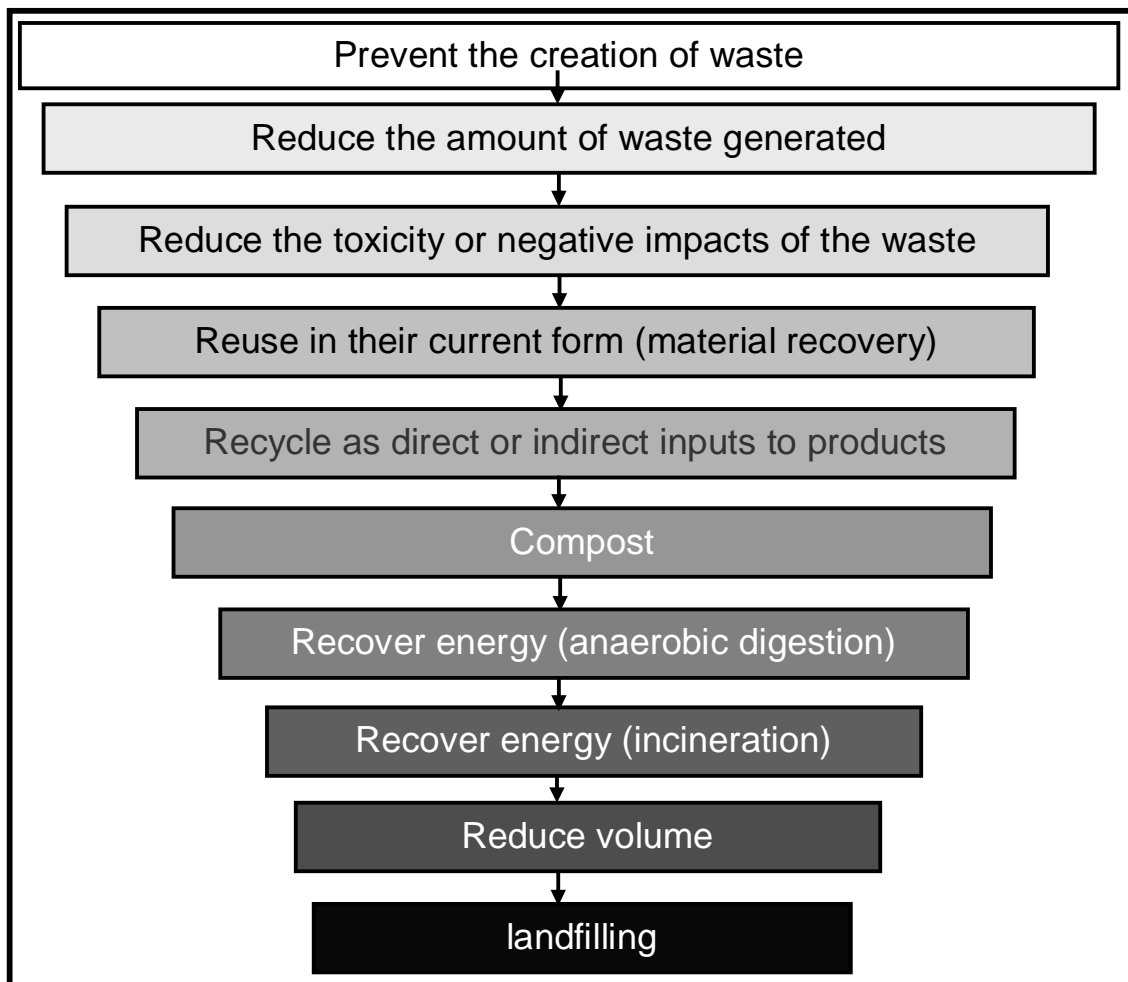 Prevent the creation of waste
Reduce the amount of waste generated
Reduce the toxicity or negative impacts of the waste
Reuse in their current form (material recovery)
Recycle as direct or indirect inputs to products
Compost
Recover energy (anaerobic digestion)
Recover energy (incineration)
Reduce volume
landfilling